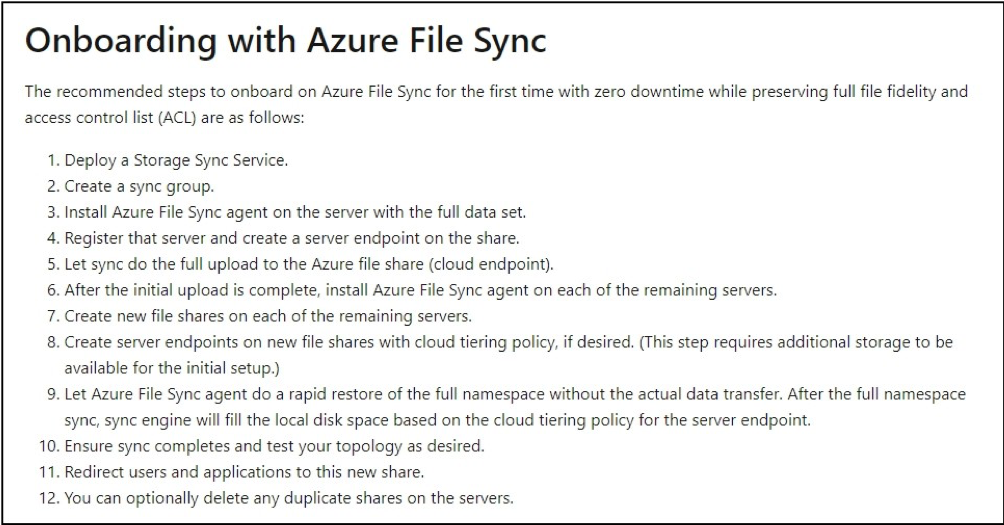 Onboarding with Azure File Sync
The recommended steps to onboard on Azure File Sync for the first time with zero downtime while preserving full file fidelity and
access control list (ACL) are as follows:
1. Deploy a Storage Sync Service.
2. Create a sync group.
3. Install Azure File Sync agent on the server with the full data set.
4. Register that server and create a server endpoint on the share.
5. Let sync do the full upload to the Azure file share (cloud endpoint).
6. After the initial upload is complete, install Azure File Sync agent on each of the remaining servers.
7. Create new file shares on each of the remaining servers.
8. Create server endpoints on new file shares with cloud tiering policy, if desired. (This step requires additional storage to be
available for the initial setup.)
9. Let Azure File Sync agent do a rapid restore of the full namespace without the actual data transfer. After the full namespace
sync, sync engine will fill the local disk space based on the cloud tiering policy for the server endpoint.
10. Ensure sync completes and test your topology as desired.
11. Redirect users and applications to this new share.
12. You can optionally delete any duplicate shares on the servers.